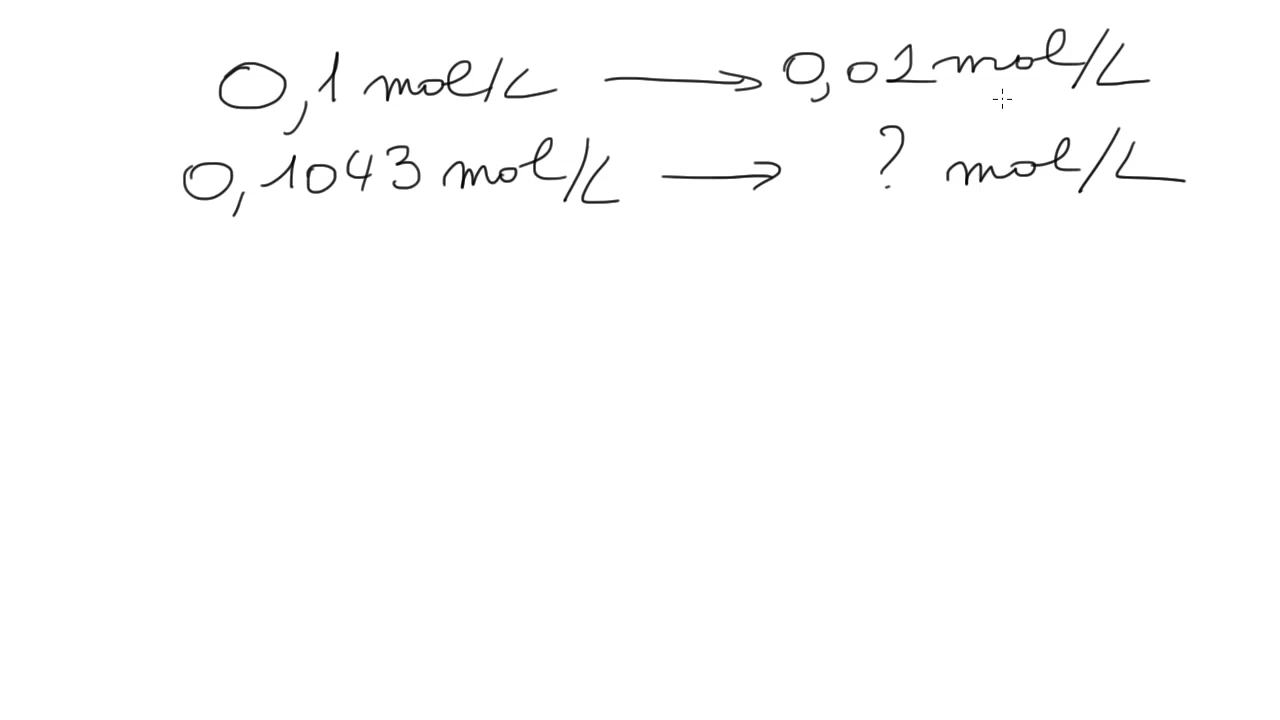 0,1 mol/L → 0,01 mol/L
0,1043 mol/L → ? mol/L